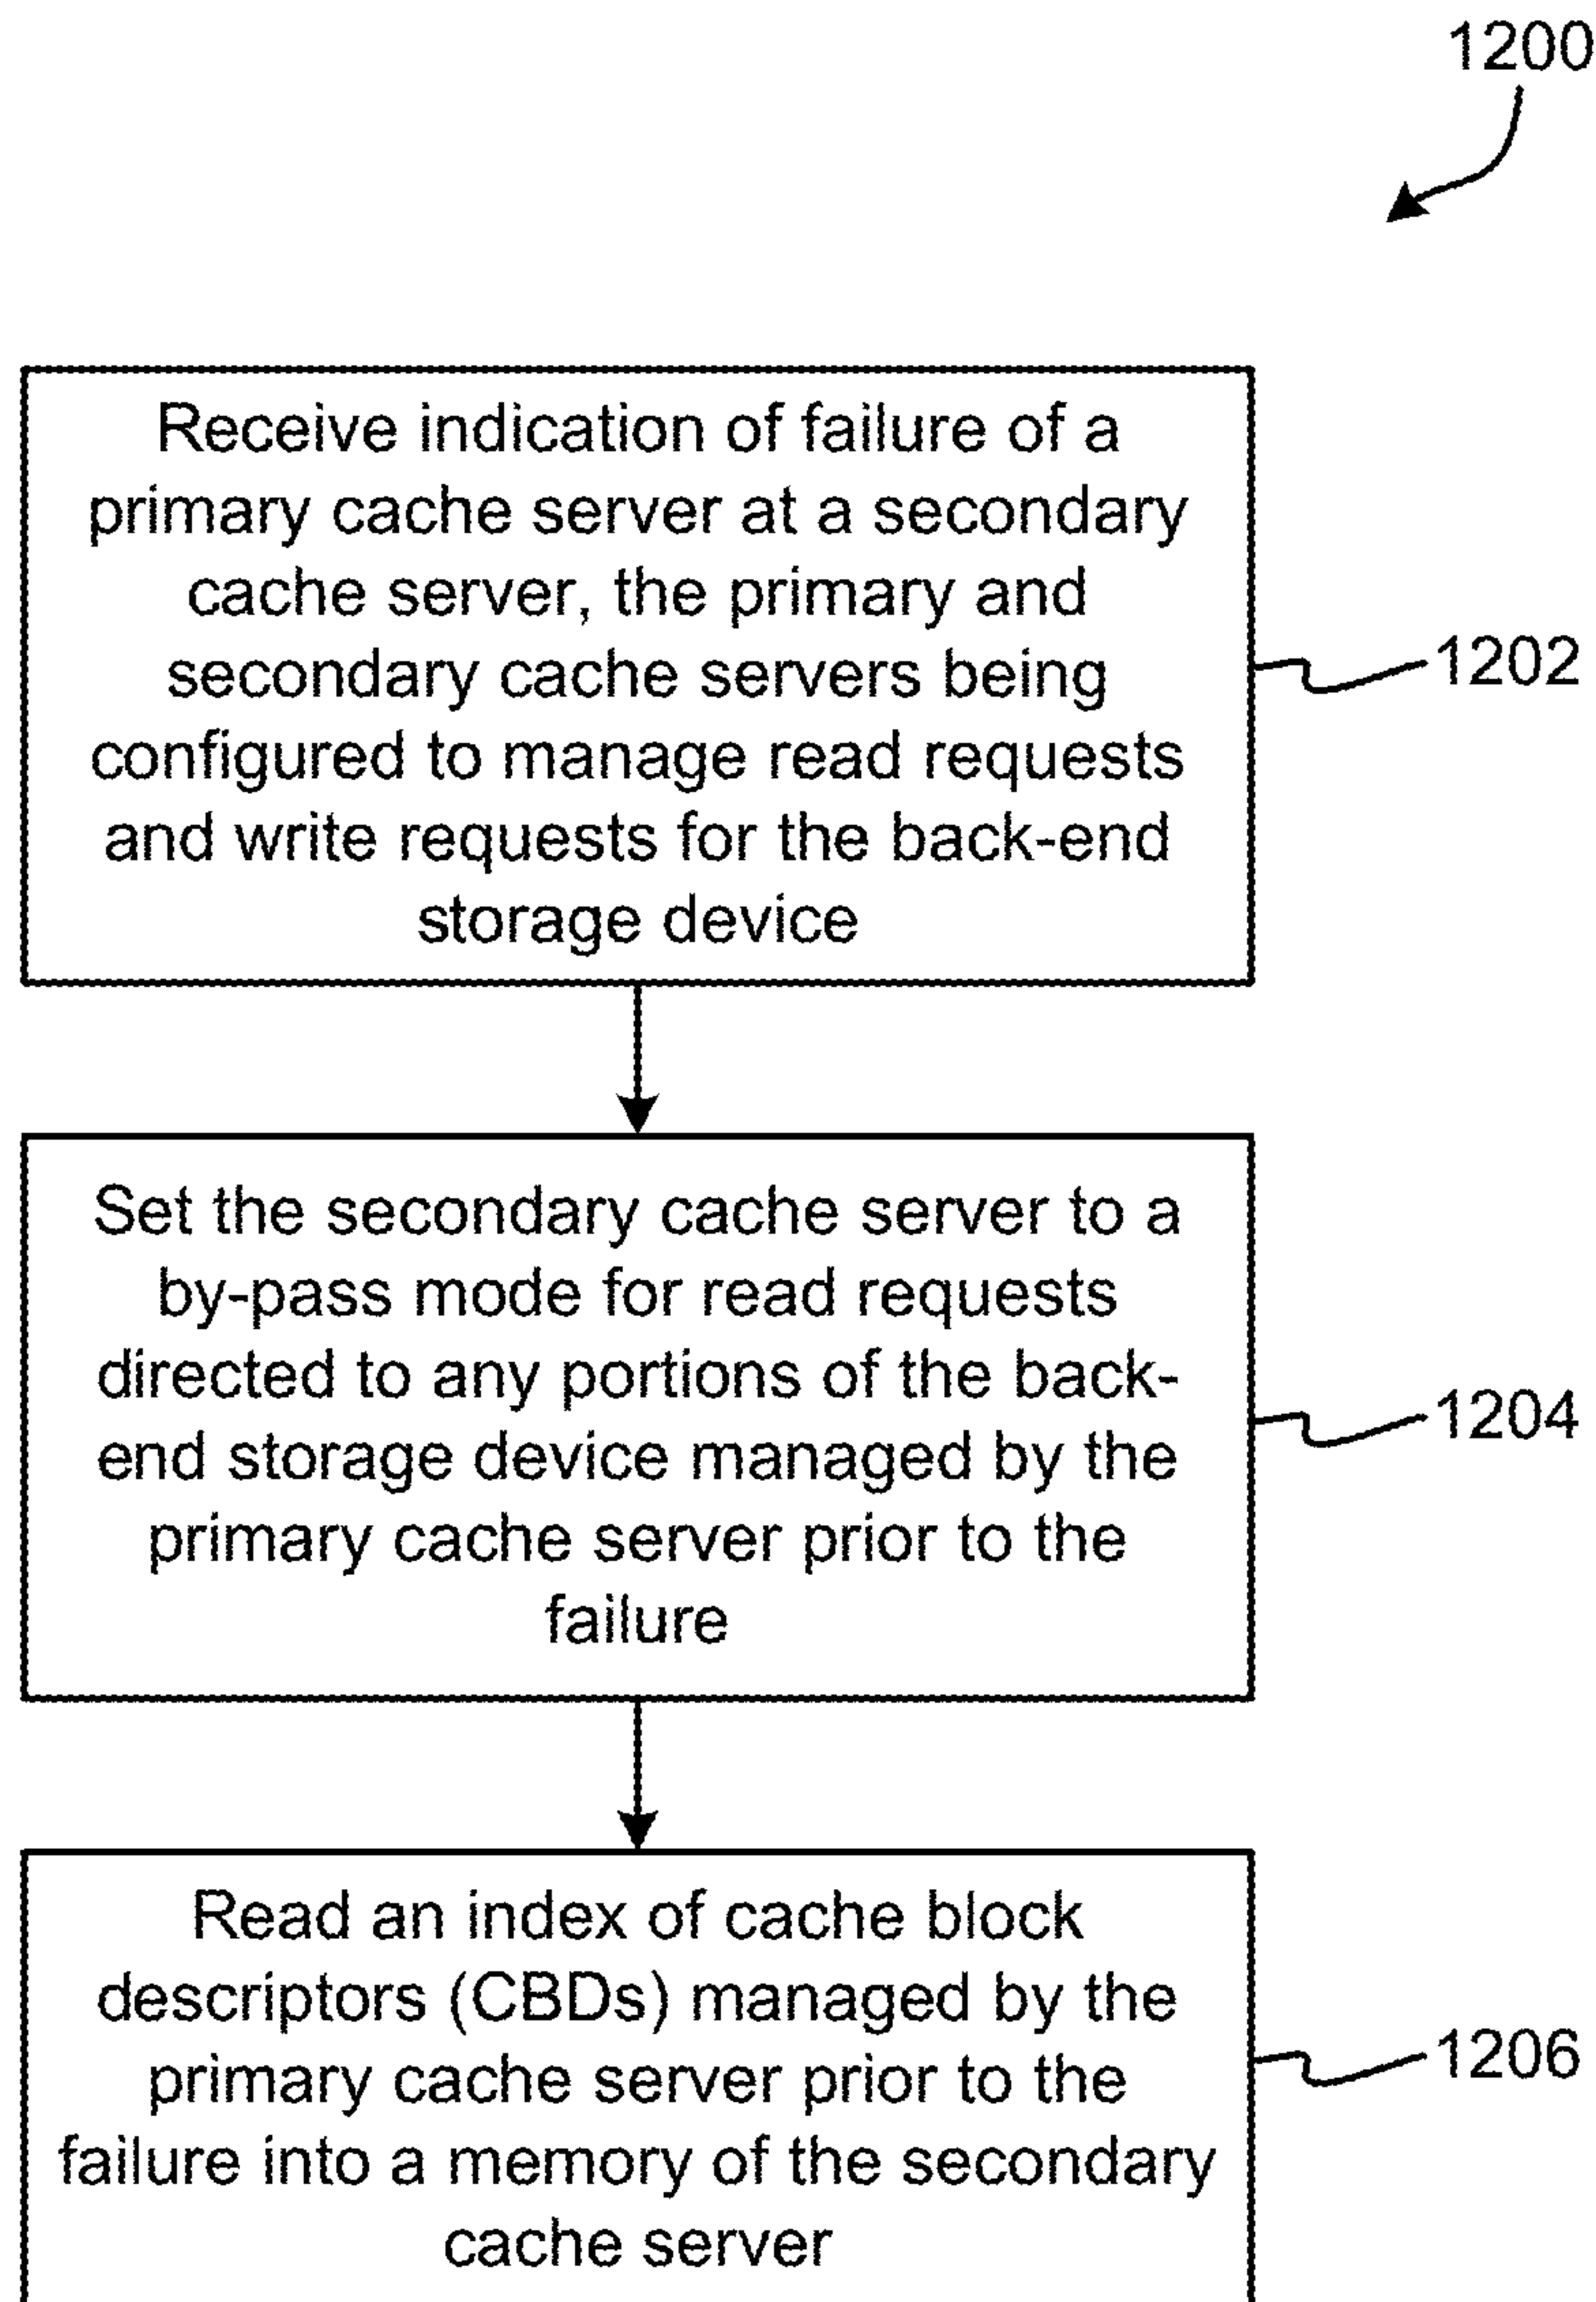 1200
Receive indication of failure of a
primary cache server at a secondary
cache server, the primary and
secondary cache servers being
configured to manage read requests
and write requests for the back-end
storage device
1202
Set the secondary cache server to a
by-pass mode for read requests
directed to any portions of the back-
end storage device managed by the
primary cache server prior to the
failure
1204
Read an index of cache block
descriptors (CBDs) managed by the
primary cache server prior to the
failure into a memory of the secondary
cache server
1206